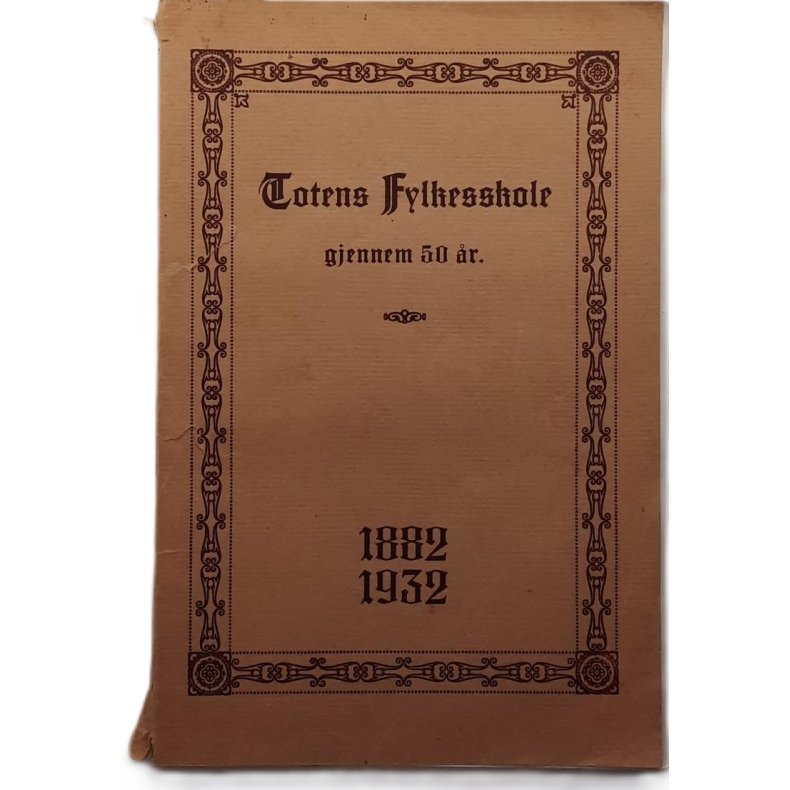 Totens Fylkesskole
gjennem 50 år.
1882
1932